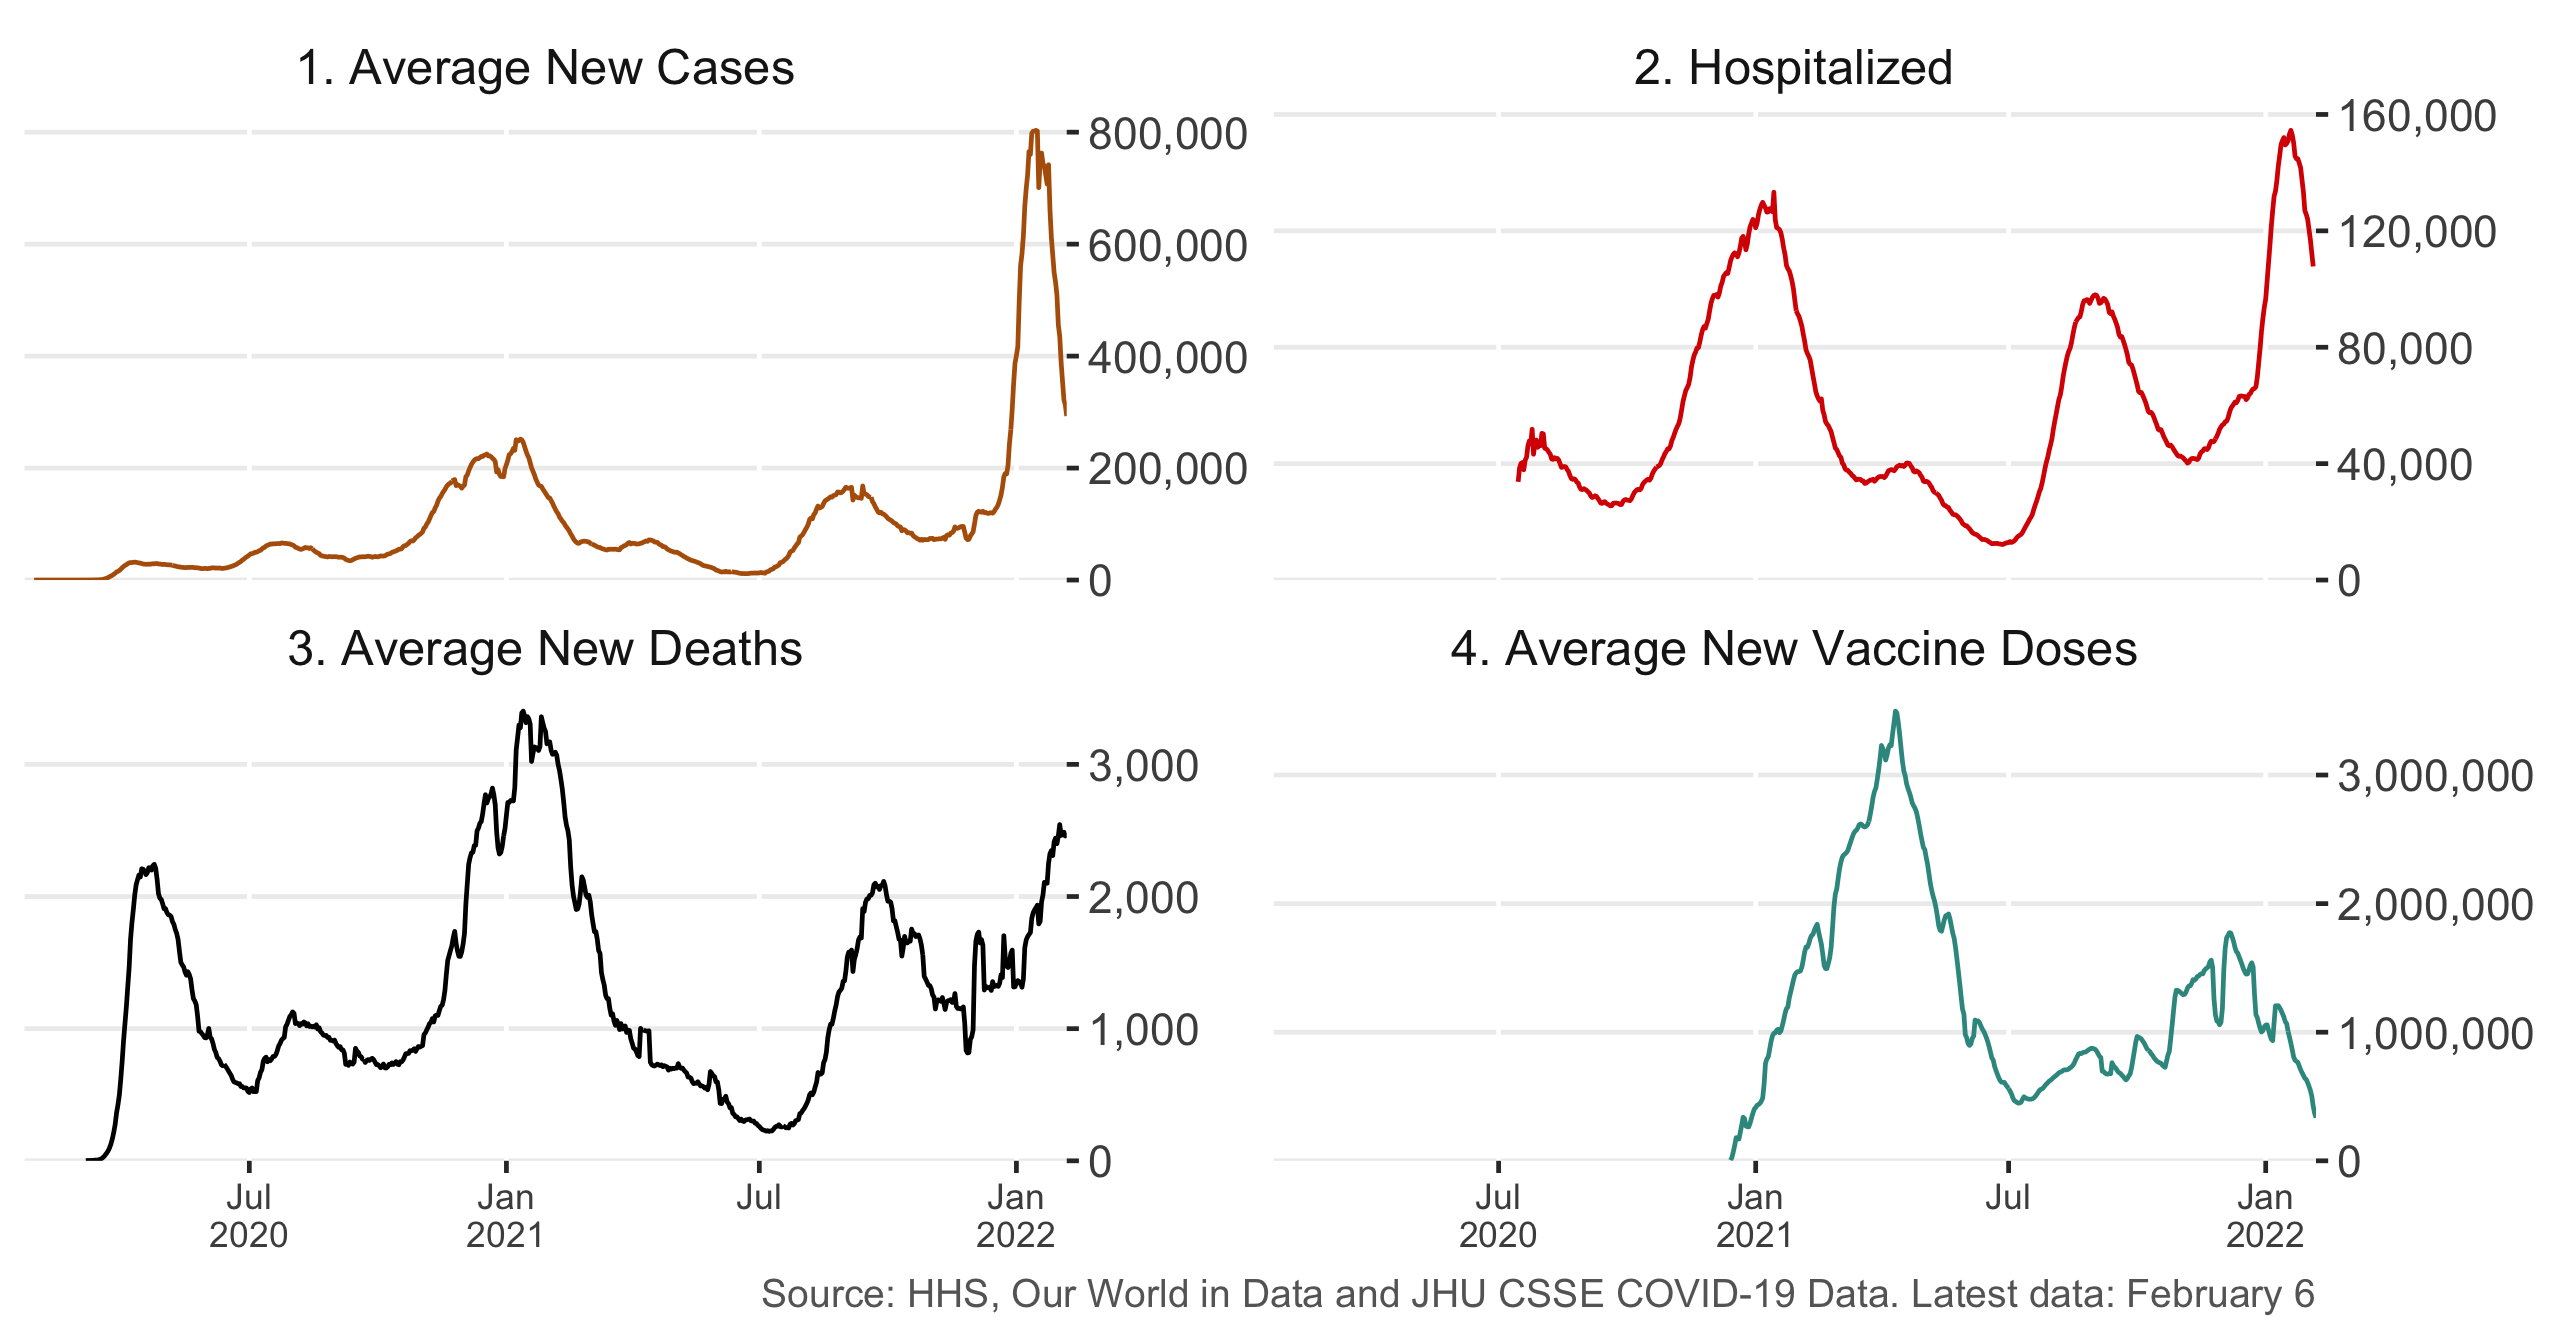 1. Average New Cases
800,000
600,000
400,000
200,000
0
2. Hospitalized
160,000
120,000
80,000
40,000
0
3. Average New Deaths
3,000
2,000
1,000
0
Jul
2020
Jan
2021
Jul
Jan
2022
4. Average New Vaccine Doses
3,000,000
2,000,000
1,000,000
0
Jul
2020
Jan
2021
Jul
Jan
2022
Source: HHS, Our World in Data and JHU CSSE COVID-19 Data. Latest data: February 6